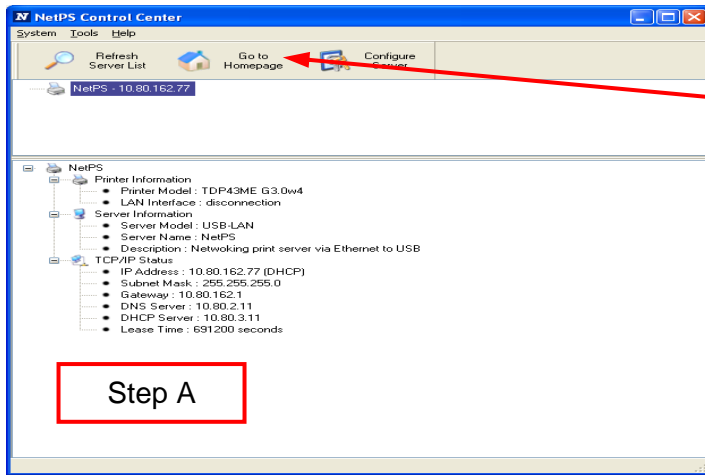 NetPS Control Center
System Tools Help
Refresh
Server List
Go to
Homepage
Configure
Server
NetPS - 10.80.162.77
NetPS
Printer Information
Printer Model : TDP43ME G3.0w4
LAN Interface : disconnection
Server Information
Server Model : USB-LAN
Server Name : NetPS
Description : Netwoking print server via Ethernet to USB
TCP/IP Status
IP Address : 10.80.162.77 (DHCP)
Subnet Mask : 255.255.255.0
Gateway : 10.80.162.1
DNS Server : 10.80.2.11
DHCP Server : 10.80.3.11
Lease Time : 691200 seconds
Step A